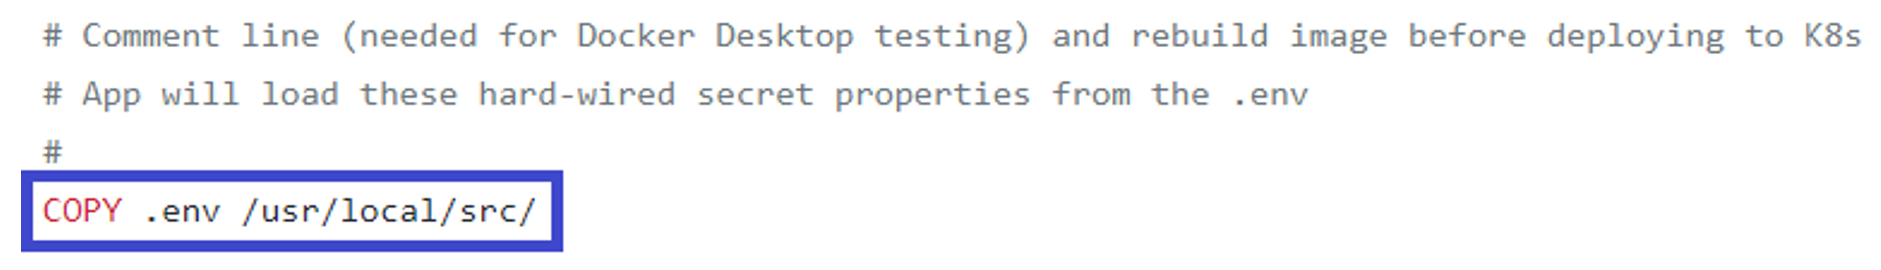 # Comment line (needed for Docker Desktop testing) and rebuild image before deploying to K8s
# App will load these hard-wired secret properties from the .env
#
COPY .env /usr/local/src/